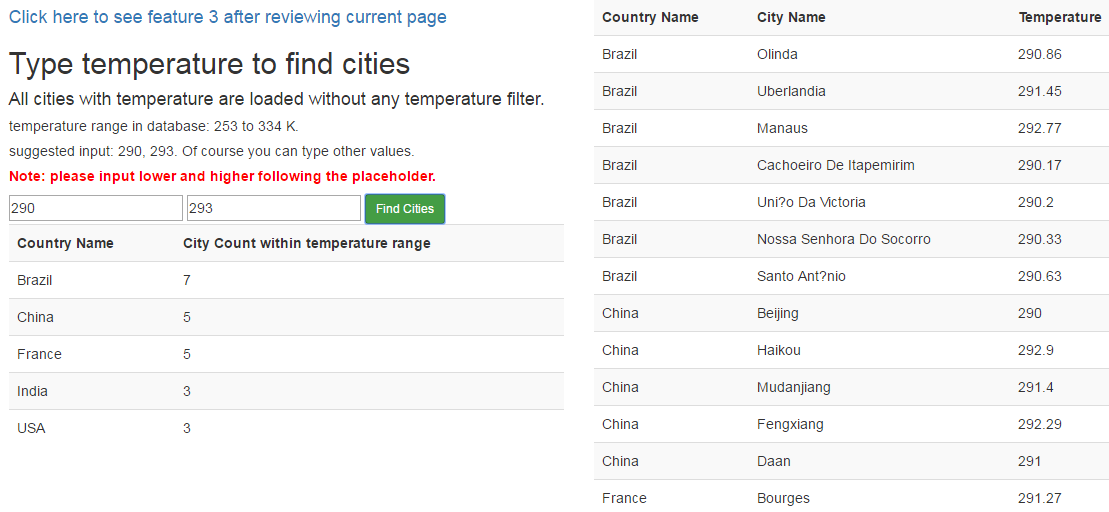 Click here to see feature 3 after reviewing current page
Type temperature to find cities
All cities with temperature are loaded without any temperature filter.
temperature range in database: 253 to 334 K.
suggested input: 290, 293. Of course you can type other values.
Note: please input lower and higher following the placeholder.
290 293 Find Cities
Country Name City Count within temperature range
Brazil 7
China 5
France 5
India 3
USA 3
Country Name City Name Temperature
Brazil Olinda 290.86
Brazil Uberlandia 291.45
Brazil Manaus 292.77
Brazil Cachoeiro De Itapemirim 290.17
Brazil Uni?o Da Victoria 290.2
Brazil Nossa Senhora Do Socorro 290.33
Brazil Santo Ant?nio 290.63
China Beijing 290
China Haikou 292.9
China Mudanjiang 291.4
China Fengxiang 292.29
China Daan 291
France Bourges 291.27